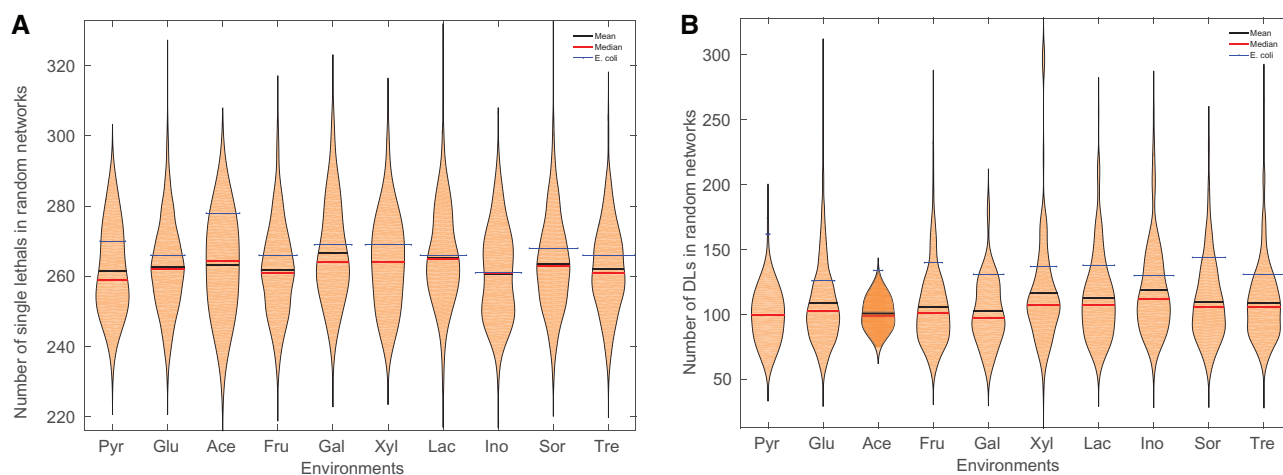 A
Number of single lethals in random networks
320
300
280
260
240
220
Mean
Median
E. coli
Pyr Glu Ace Fru Gal Xyl Lac Ino Sor Tre
Environments
B
Number of DLs in random networks
300
250
200
150
100
50
Mean
Median
E. coli
Pyr Glu Ace Fru Gal Xyl Lac Ino Sor Tre
Environments